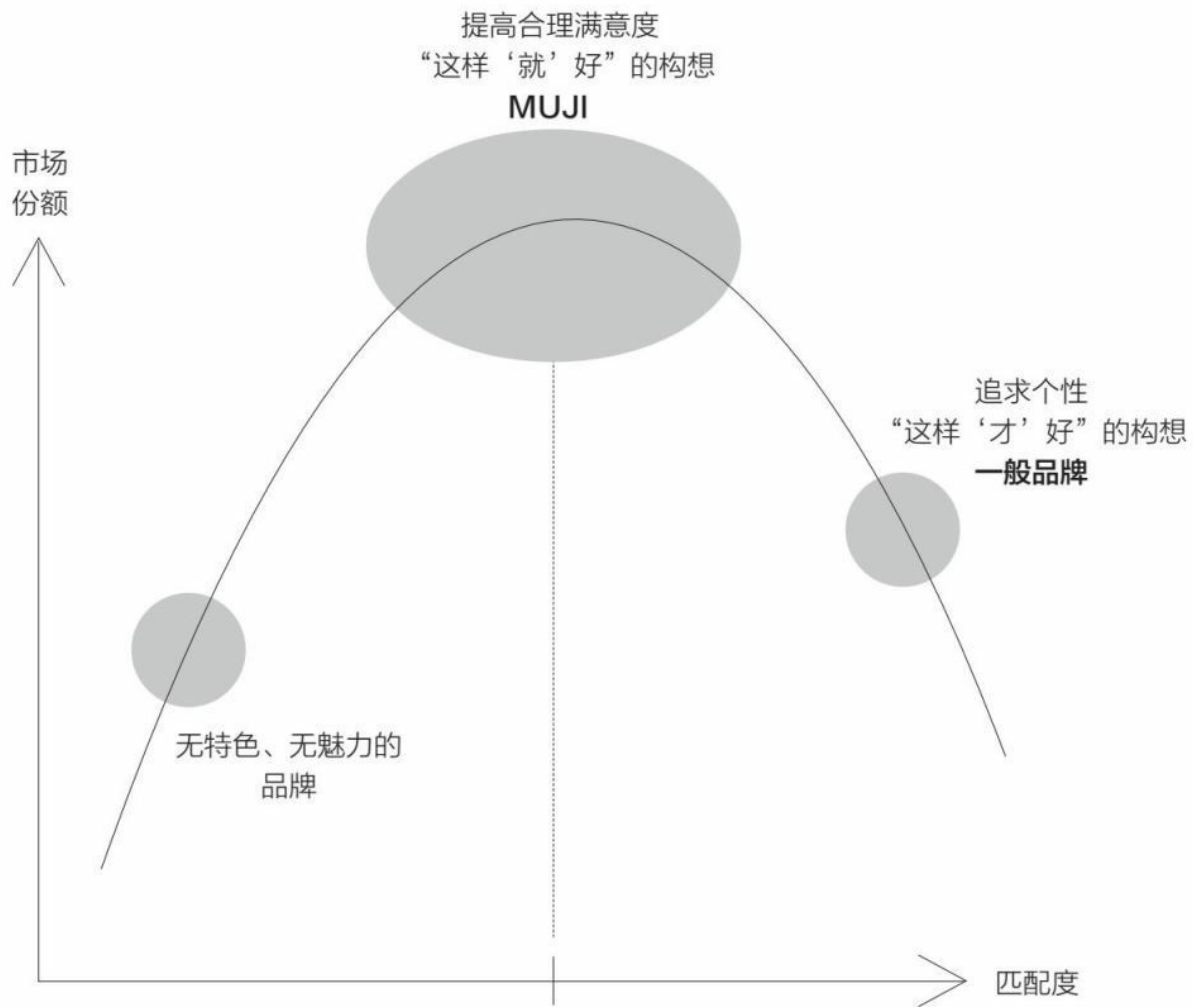 提高合理满意度
“这样‘就’好”的构想
MUJI
市场
份额
追求个性
“这样‘才’好”的构想
一般品牌
无特色、无魅力的
品牌
匹配度